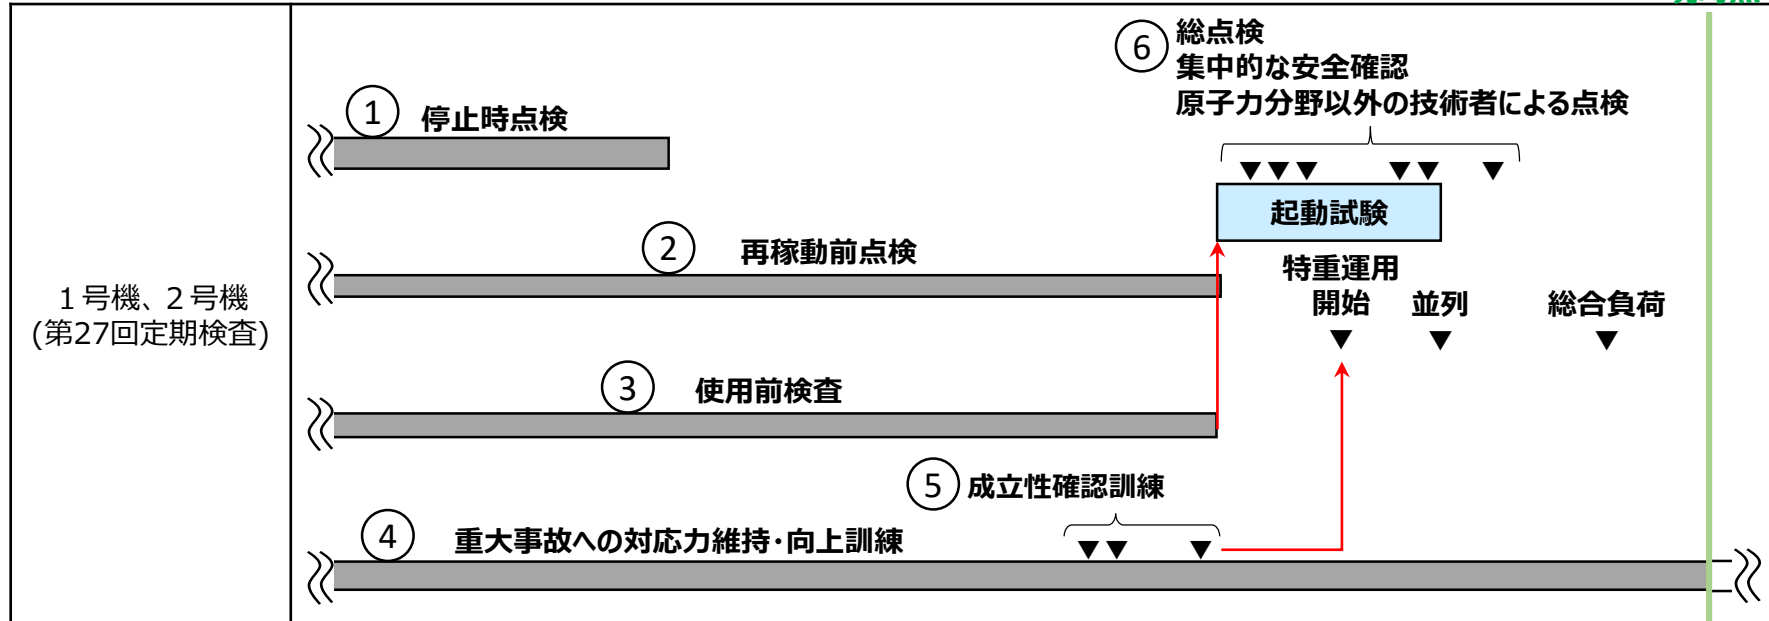 ⑥ 総点検
集中的な安全確認
原子力分野以外の技術者による点検
① 停止時点検
起動試験
② 再稼動前点検
特重運用
開始
並列
総合負荷
1号機、2号機
(第27回定期検査)
③ 使用前検査
⑤ 成立性確認訓練
④ 重大事故への対応力維持・向上訓練